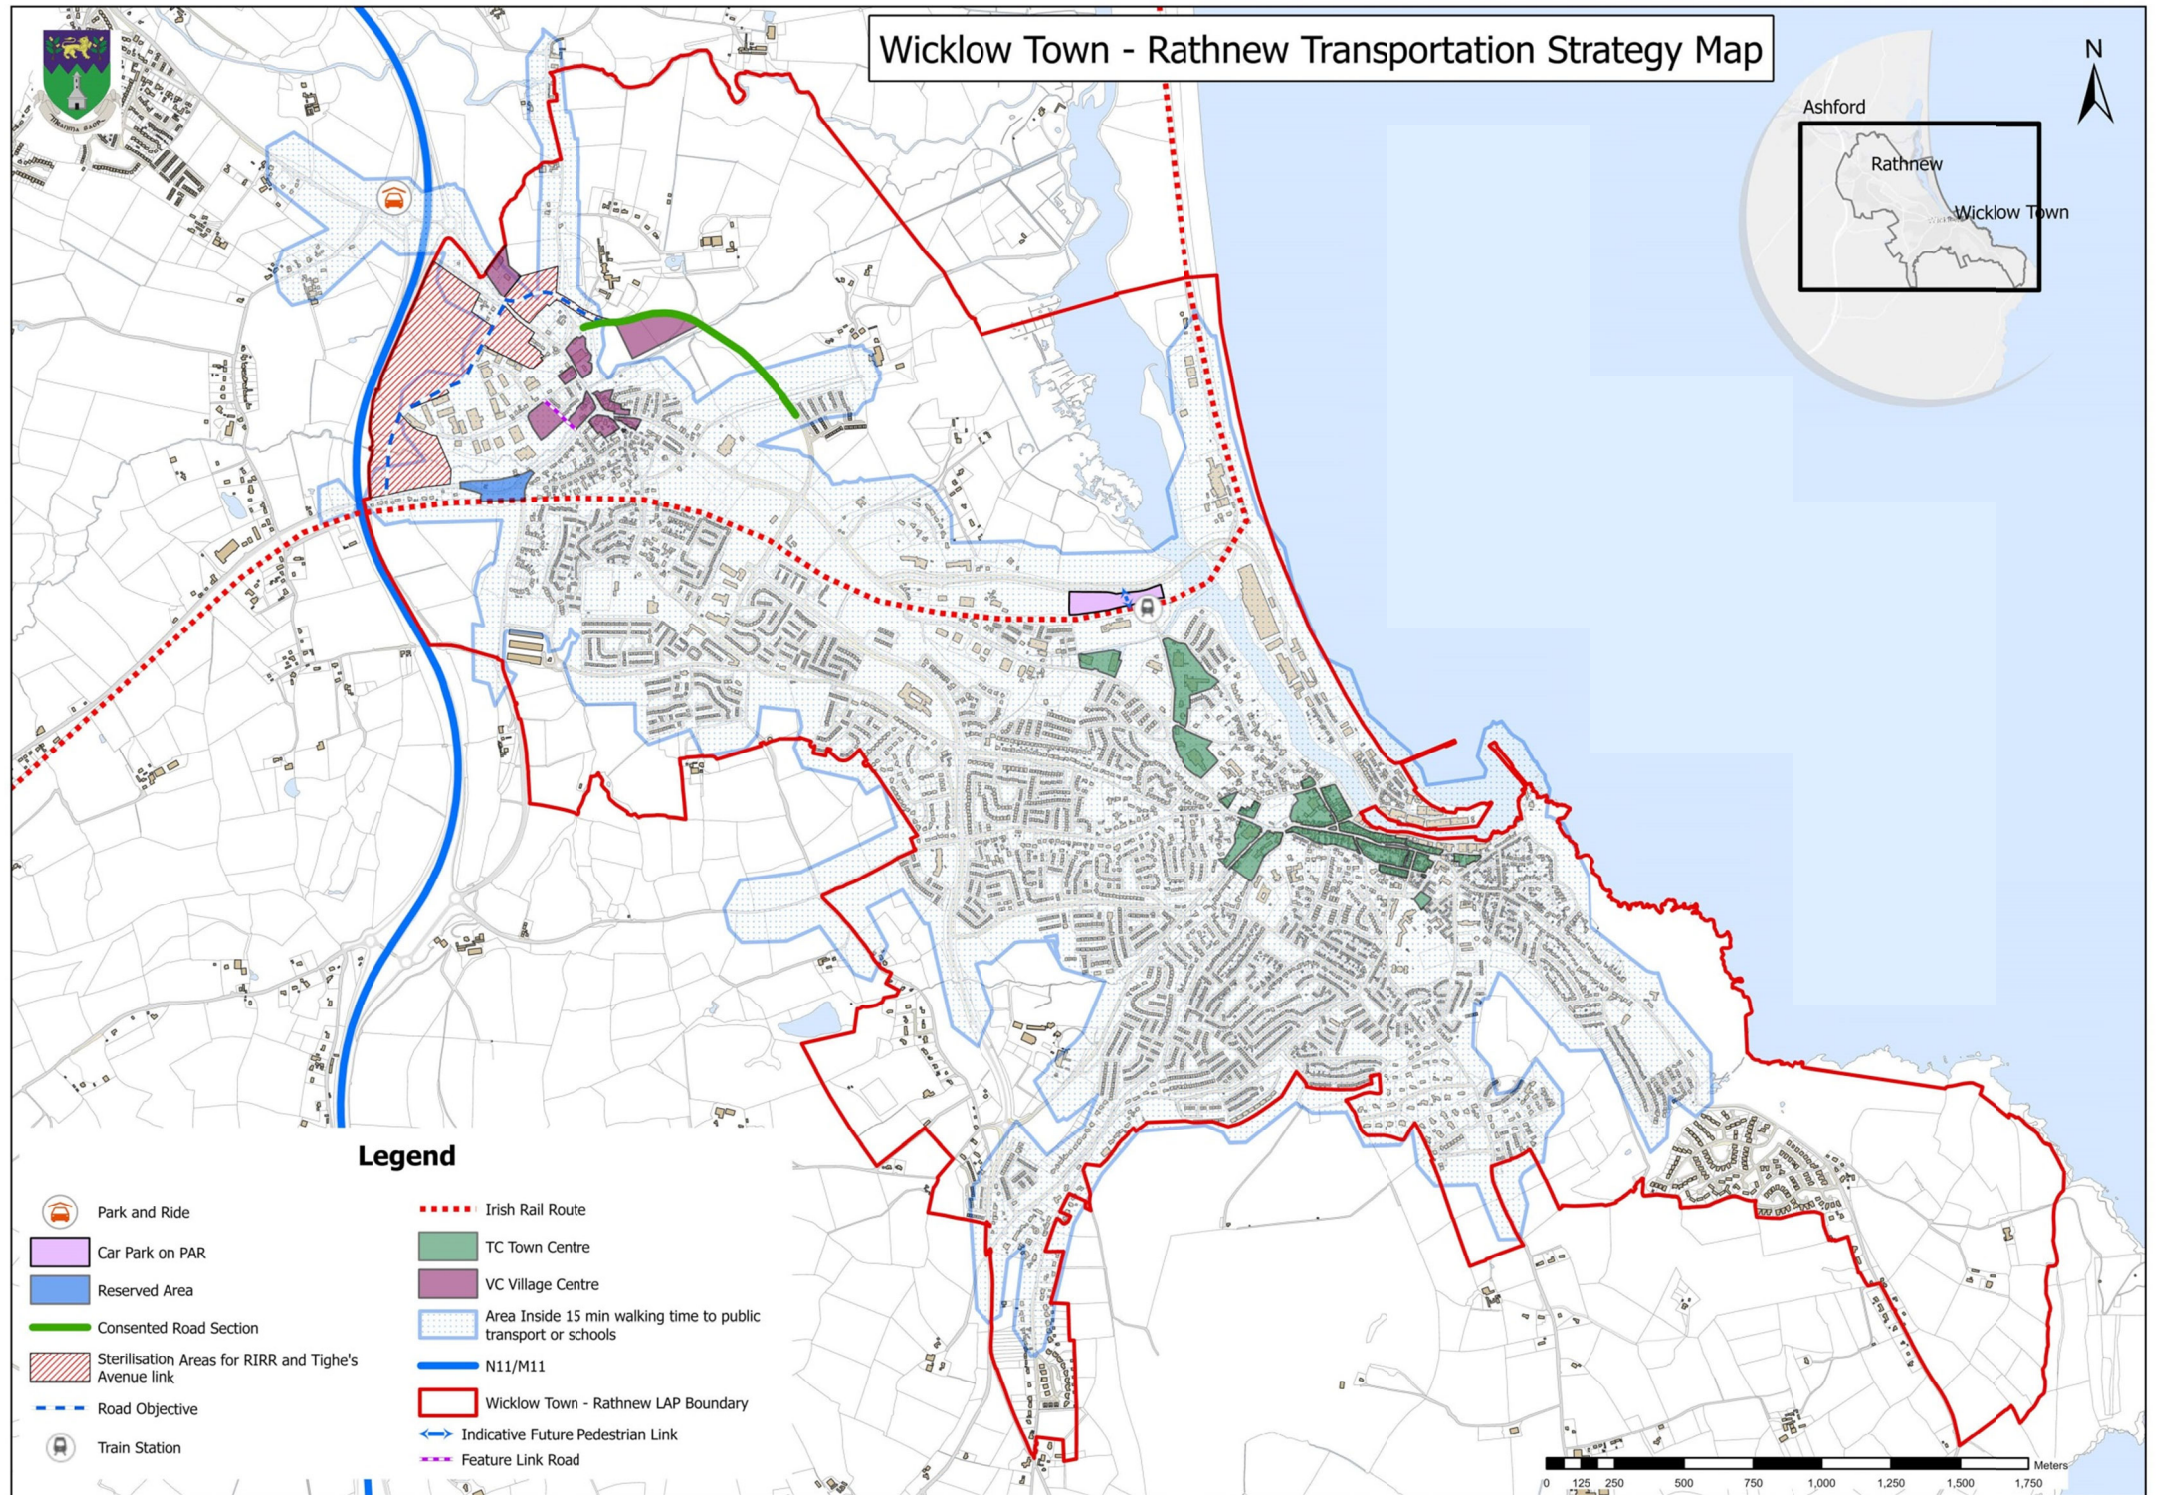 Wicklow Town - Rathnew Transportation Strategy Map
N
Ashford
Rathnew
Wicklow Town
Legend
Park and Ride
Car Park on PAR
Reserved Area
Consented Road Section
Sterilisation Areas for RIRR and Tighe's
Avenue link
Road Objective
Train Station
Irish Rail Route
TC Town Centre
VC Village Centre
Area Inside 15 min walking time to public
transport or schools
N11/M11
Wicklow Town - Rathnew LAP Boundary
Indicative Future Pedestrian Link
Feature Link Road
Meters
0 125 250 500 750 1,000 1,250 1,500 1,750